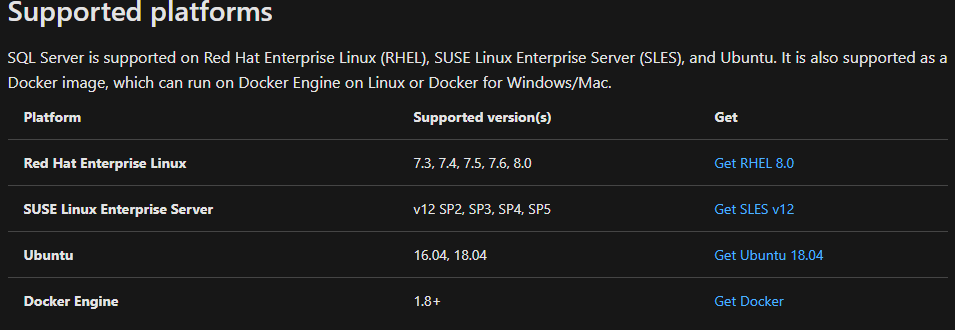 Supported platforms
SQL Server is supported on Red Hat Enterprise Linux (RHEL), SUSE Linux Enterprise Server (SLES), and Ubuntu. It is also supported as a
Docker image, which can run on Docker Engine on Linux or Docker for Windows/Mac.
Platform Supported version(s) Get
Red Hat Enterprise Linux 7.3, 7.4, 7.5, 7.6, 8.0 Get RHEL 8.0
SUSE Linux Enterprise Server v12 SP2, SP3, SP4, SP5 Get SLES v12
Ubuntu 16.04, 18.04 Get Ubuntu 18.04
Docker Engine 1.8+ Get Docker